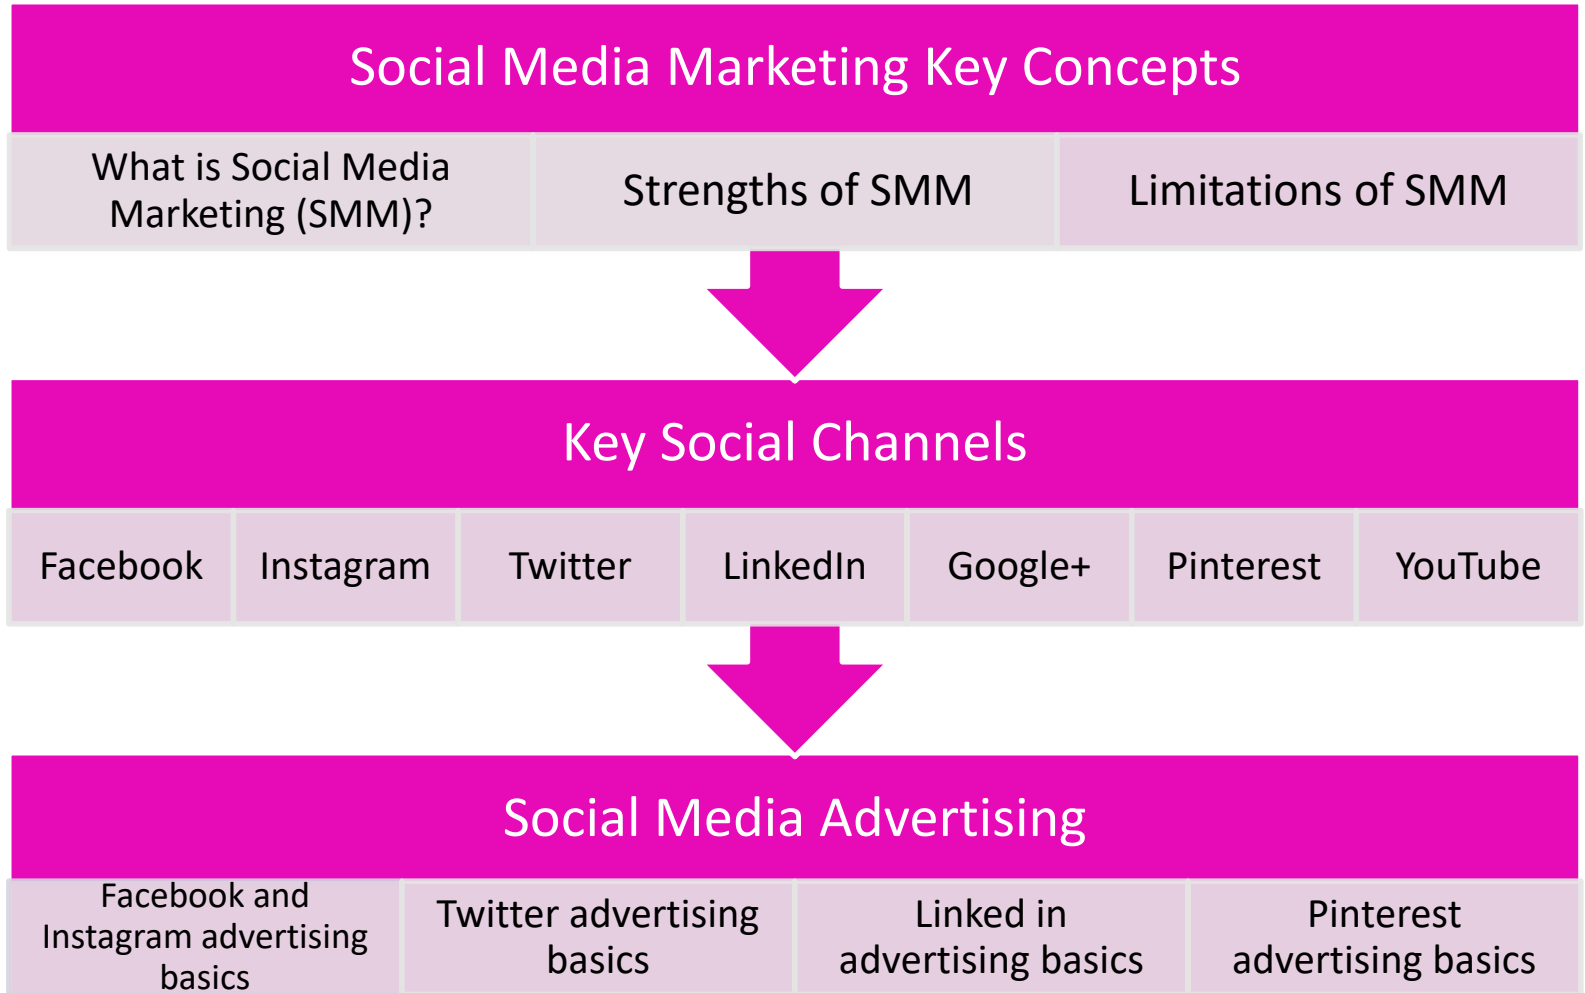 Social Media Marketing Key Concepts
What is Social Media
Marketing (SMM)?
Strengths of SMM
Limitations of SMM
Key Social Channels
Facebook
Instagram
Twitter
LinkedIn
Google+
Pinterest
YouTube
Social Media Advertising
Facebook and
Instagram advertising
basics
Twitter advertising
basics
Linked in
advertising basics
Pinterest
advertising basics